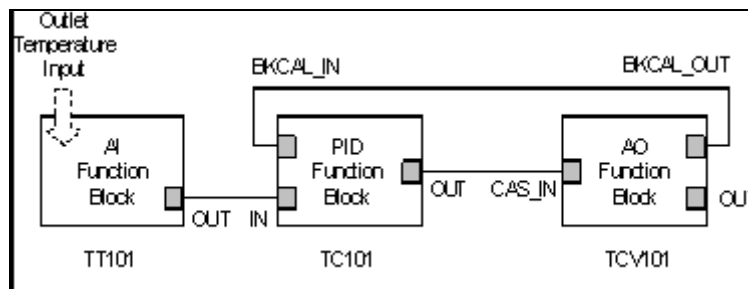 Outlet
Temperature
Input
BKCAL_IN
BKCAL_OUT
AI
Function
Block
PID
Function
Block
AO
Function
Block
OUT
IN
OUT
CAS_IN
OU
TT101
TC101
TCV101